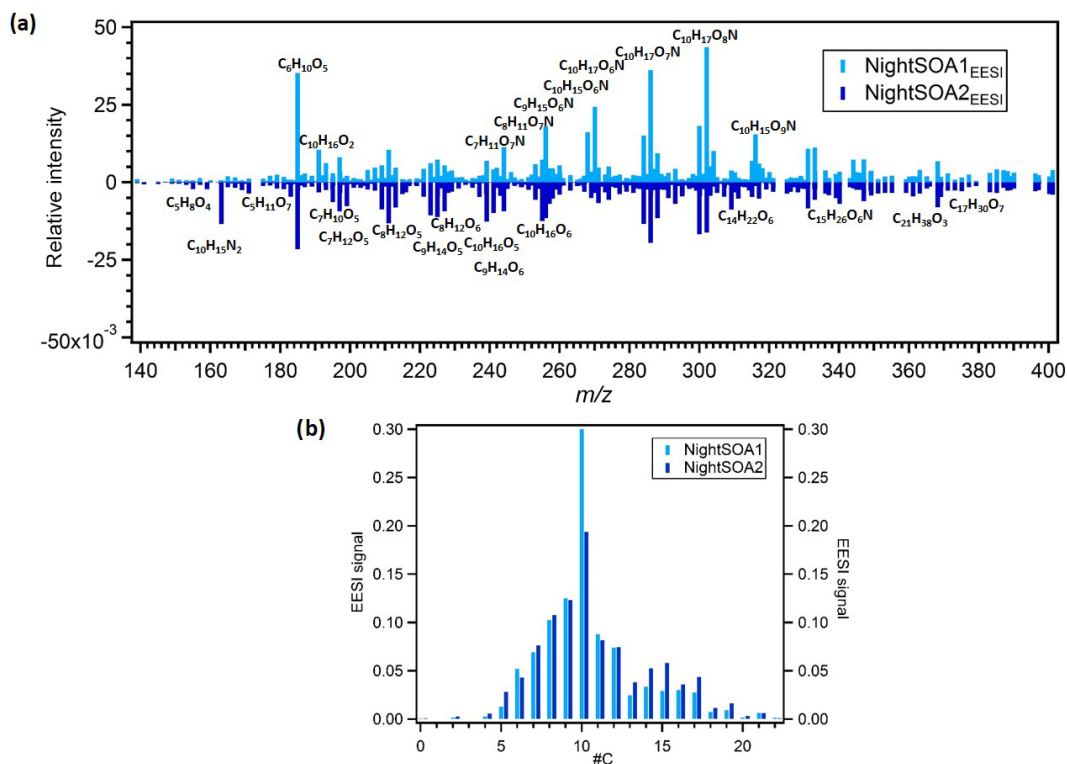 (a)
50
25
0
-25
-50x10⁻³
Relative intensity
C₆H₁₀O₅
C₁₀H₁₆O₂
C₇H₁₁O₇N
C₈H₁₁O₇N
C₉H₁₅O₆N
C₁₀H₁₅O₆N
C₁₀H₁₇O₆N
C₁₀H₁₇O₇N
C₁₀H₁₇O₈N
C₁₀H₁₅O₉N
NightSOA1EESI
NightSOA2EESI
C₅H₈O₄
C₁₀H₁₅N₂
C₅H₁₁O₇
C₇H₁₀O₅
C₇H₁₂O₅
C₈H₁₂O₅
C₈H₁₂O₆
C₉H₁₄O₅
C₁₀H₁₆O₅
C₉H₁₄O₆
C₁₀H₁₆O₆
C₁₄H₂₂O₆
C₁₅H₂₆O₆N
C₂₁H₃₈O₃
C₁₇H₃₀O₇
140 160 180 200 220 240 260 280 300 320 340 360 380 400
m/z
(b)
NightSOA1
NightSOA2
0.30
0.25
0.20
0.15
0.10
0.05
0.00
EESI signal
0.30
0.25
0.20
0.15
0.10
0.05
0.00
EESI signal
0 5 10 15 20
#C